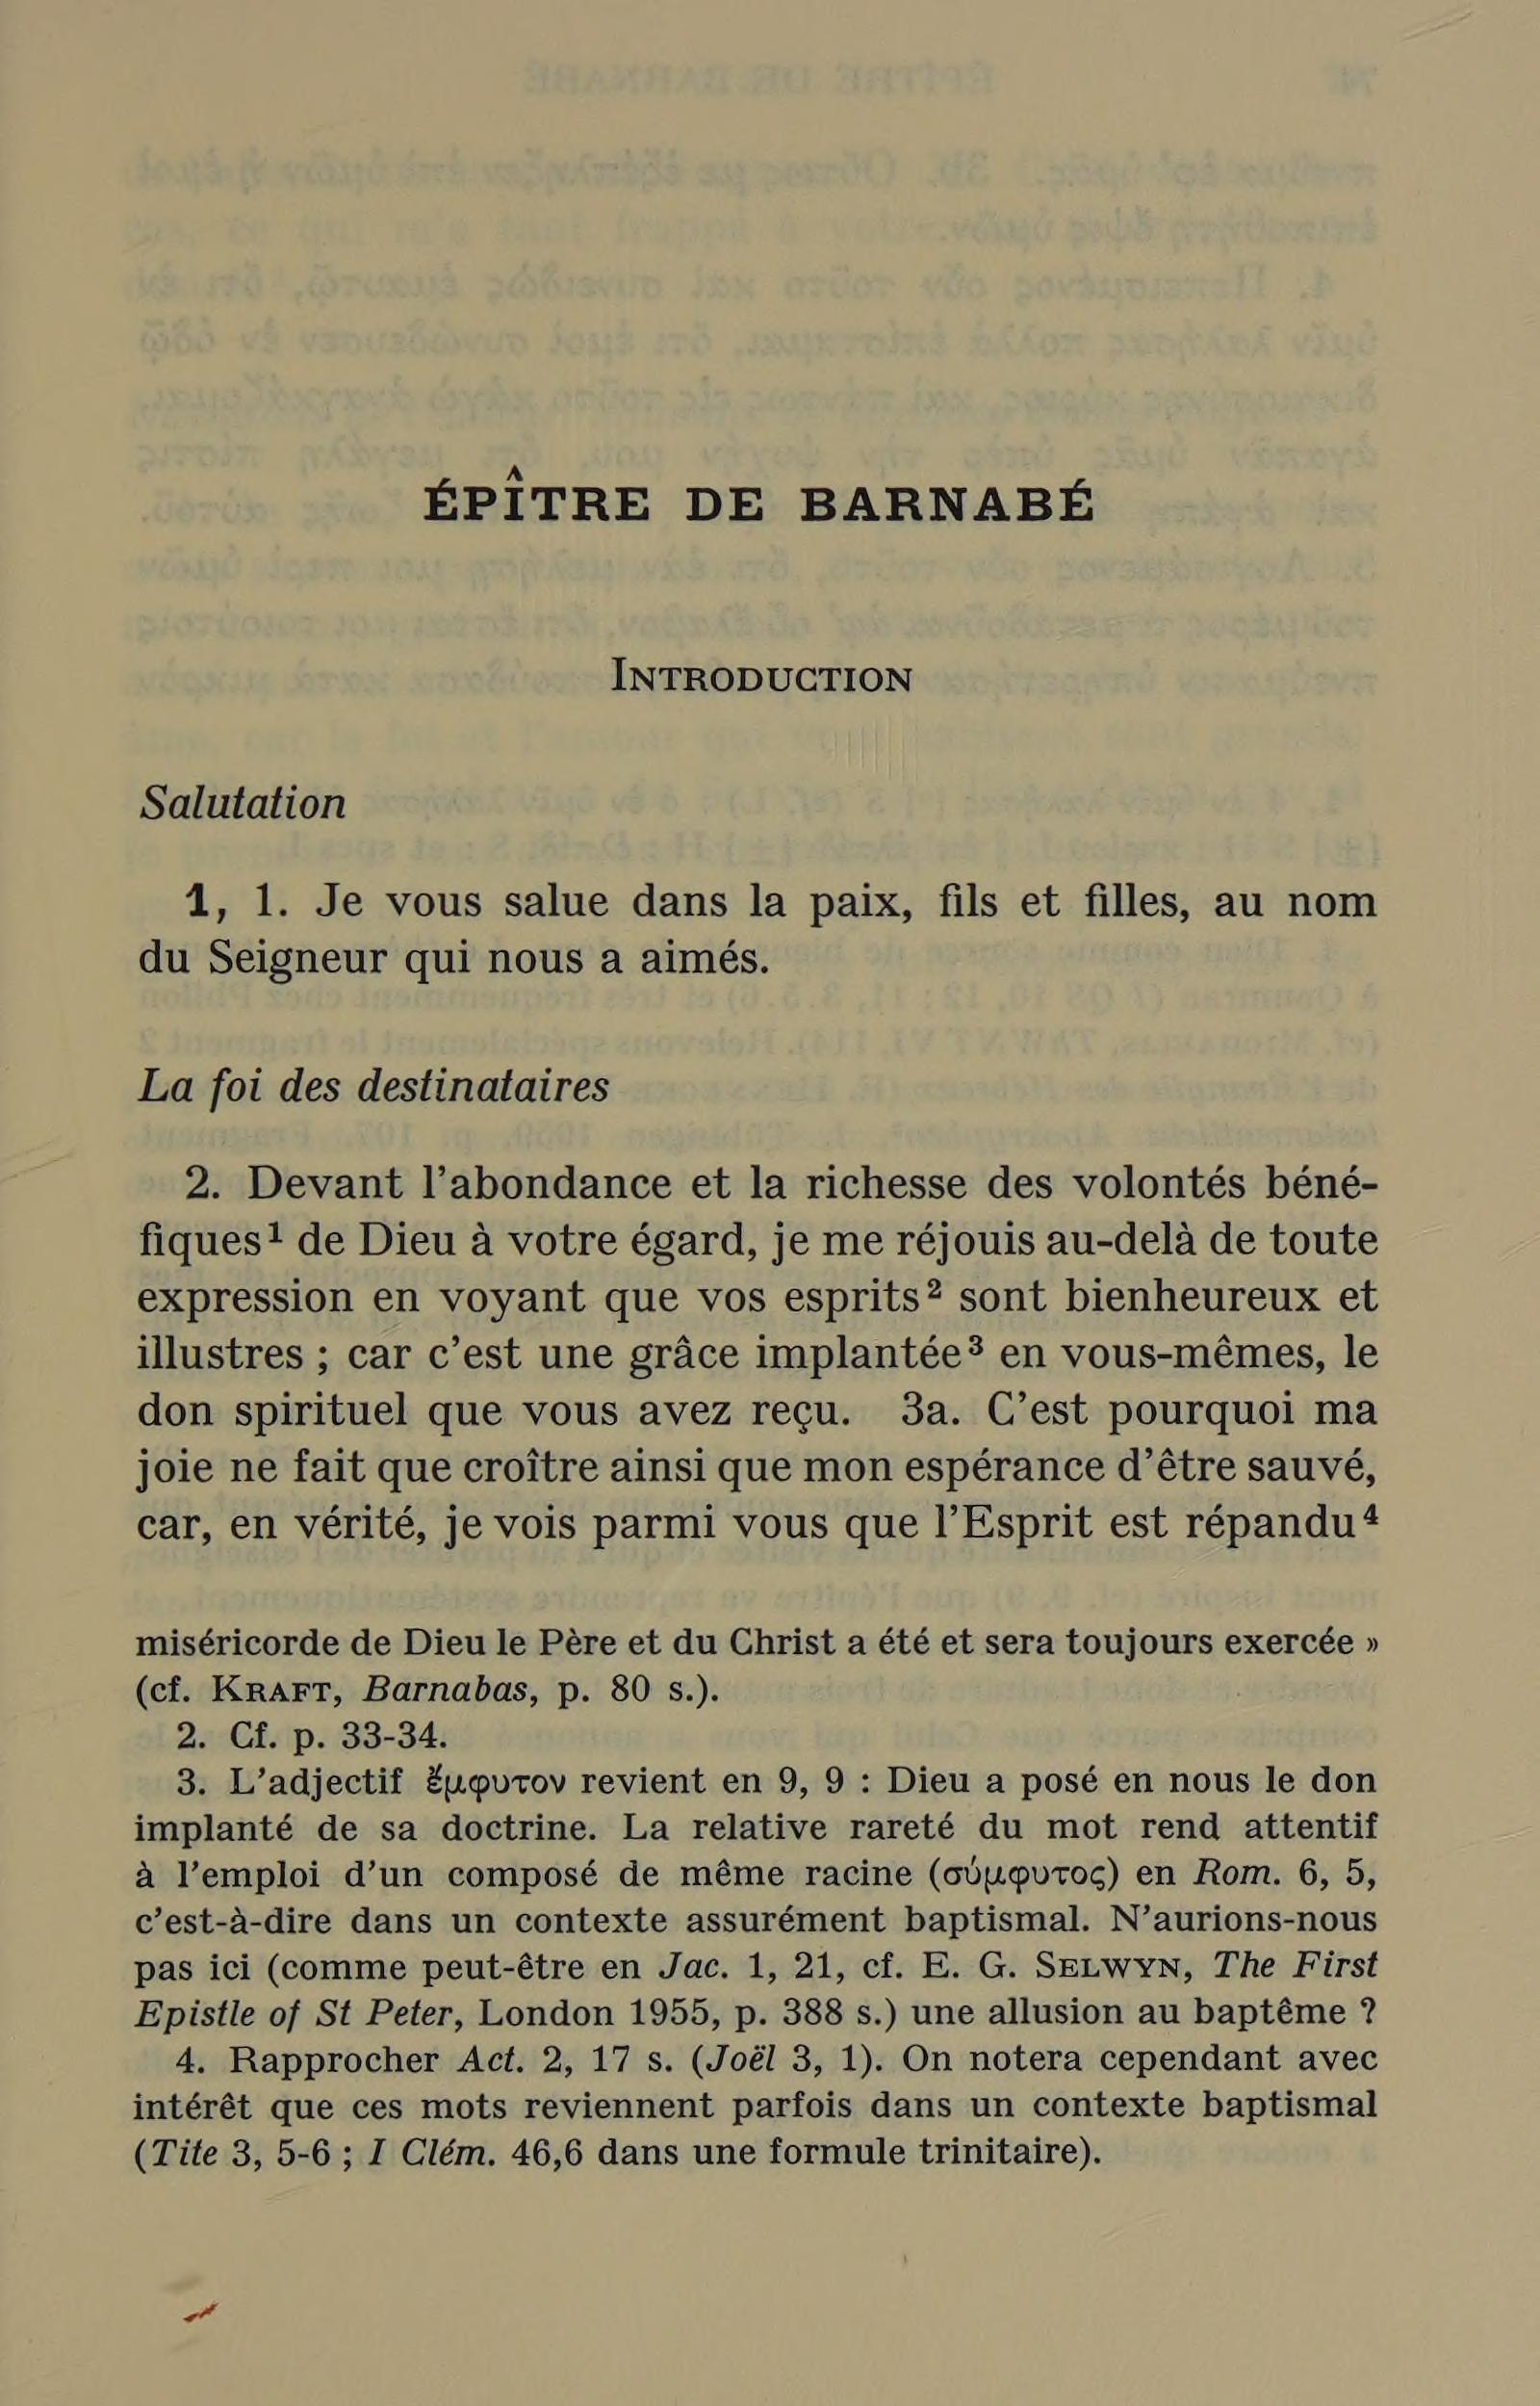 ÉPÎTRE DE BARNABÉ
INTRODUCTION
Salutation
1, 1. Je vous salue dans la paix, fils et filles, au nom
du Seigneur qui nous a aimés.
La foi des destinataires
2. Devant l’abondance et la richesse des volontés béné-
fiques¹ de Dieu à votre égard, je me réjouis au-delà de toute
expression en voyant que vos esprits² sont bienheureux et
illustres ; car c’est une grâce implantée³ en vous-mêmes, le
don spirituel que vous avez reçu. 3a. C’est pourquoi ma
joie ne fait que croître ainsi que mon espérance d’être sauvé,
car, en vérité, je vois parmi vous que l’Esprit est répandu⁴
miséricorde de Dieu le Père et du Christ a été et sera toujours exercée »
(cf. KRAFT, Barnabas, p. 80 s.).
2. Cf. p. 33-34.
3. L’adjectif ἔμφυτον revient en 9, 9 : Dieu a posé en nous le don
implanté de sa doctrine. La relative rareté du mot rend attentif
à l’emploi d’un composé de même racine (σύμφυτος) en Rom. 6, 5,
c’est-à-dire dans un contexte assurément baptismal. N’aurions-nous
pas ici (comme peut-être en Jac. 1, 21, cf. E. G. SELWYN, The First
Epistle of St Peter, London 1955, p. 388 s.) une allusion au baptême ?
4. Rapprocher Act. 2, 17 s. (Joël 3, 1). On notera cependant avec
intérêt que ces mots reviennent parfois dans un contexte baptismal
(Tite 3, 5-6 ; I Clém. 46,6 dans une formule trinitaire).